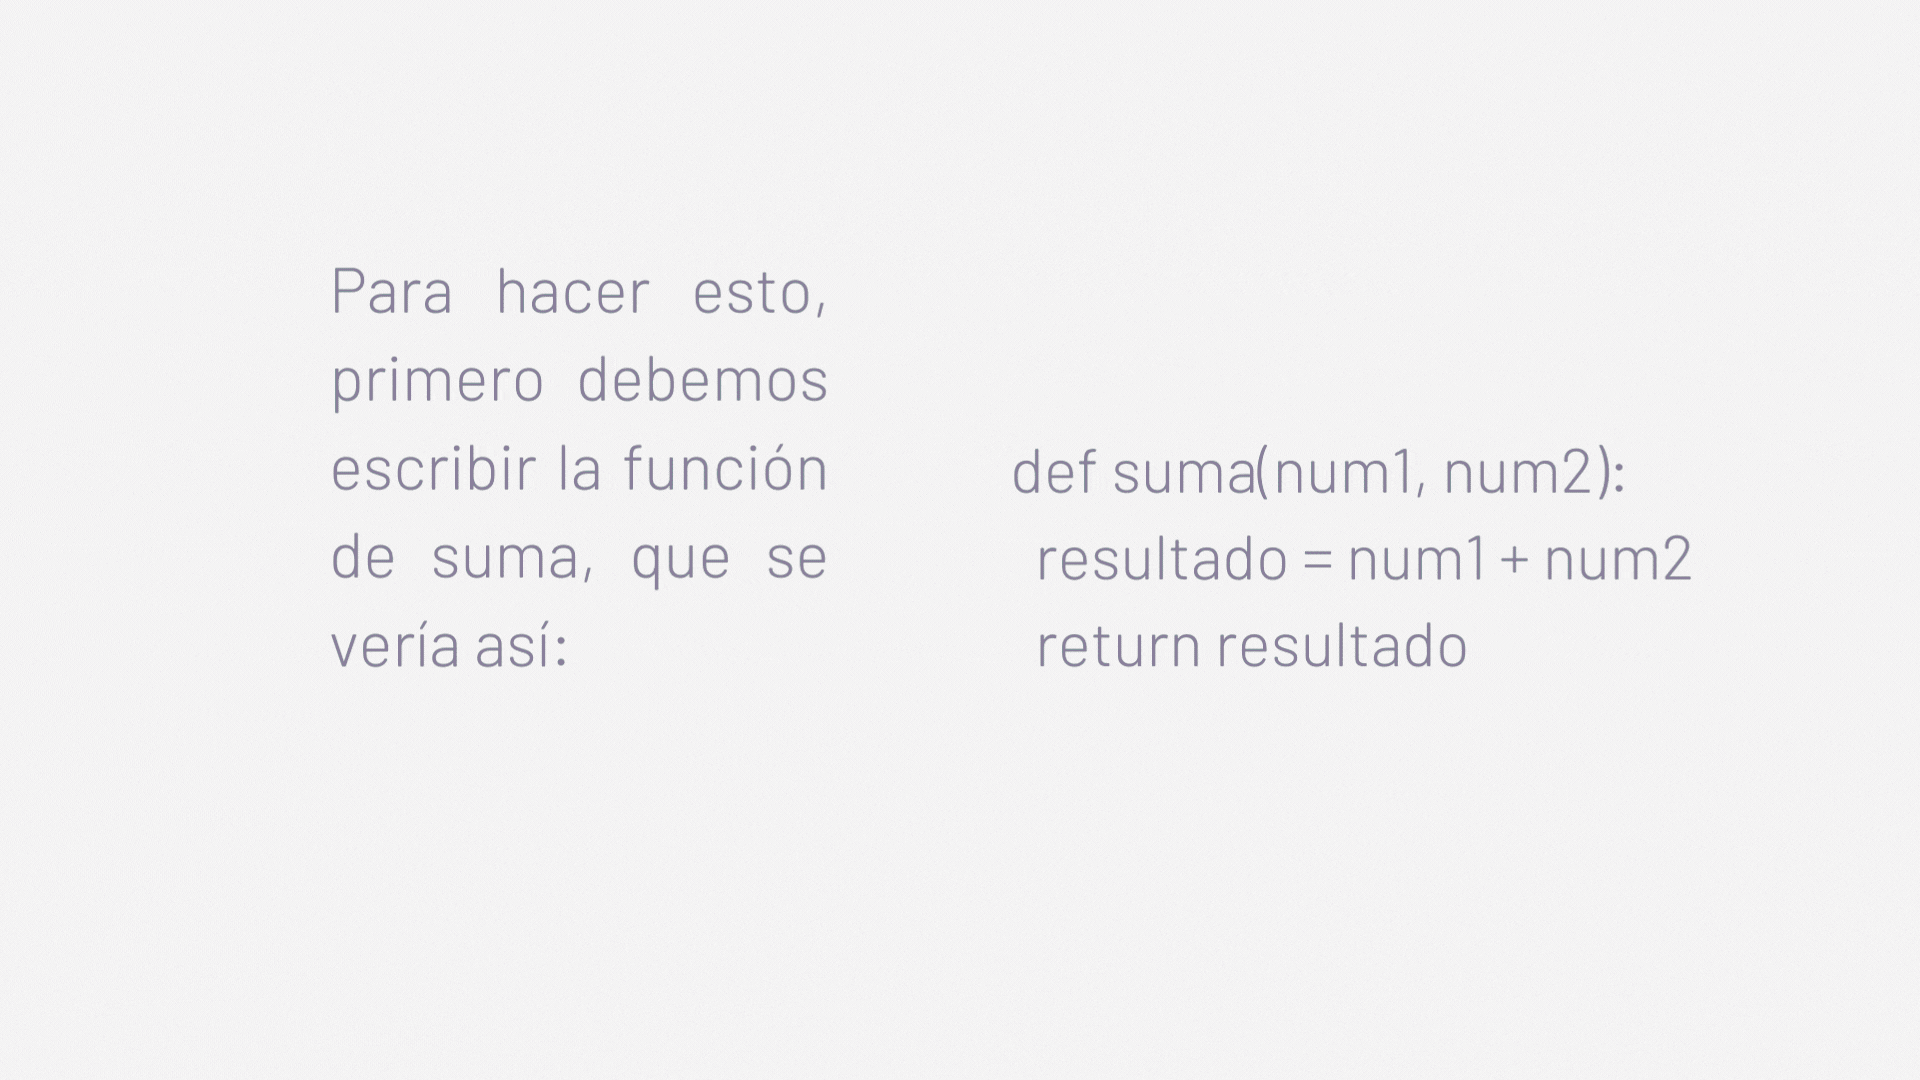 Para hacer esto,
primero debemos
escribir la función
de suma, que se
vería así:
def suma(num1, num2):
resultado = num1 + num2
return resultado